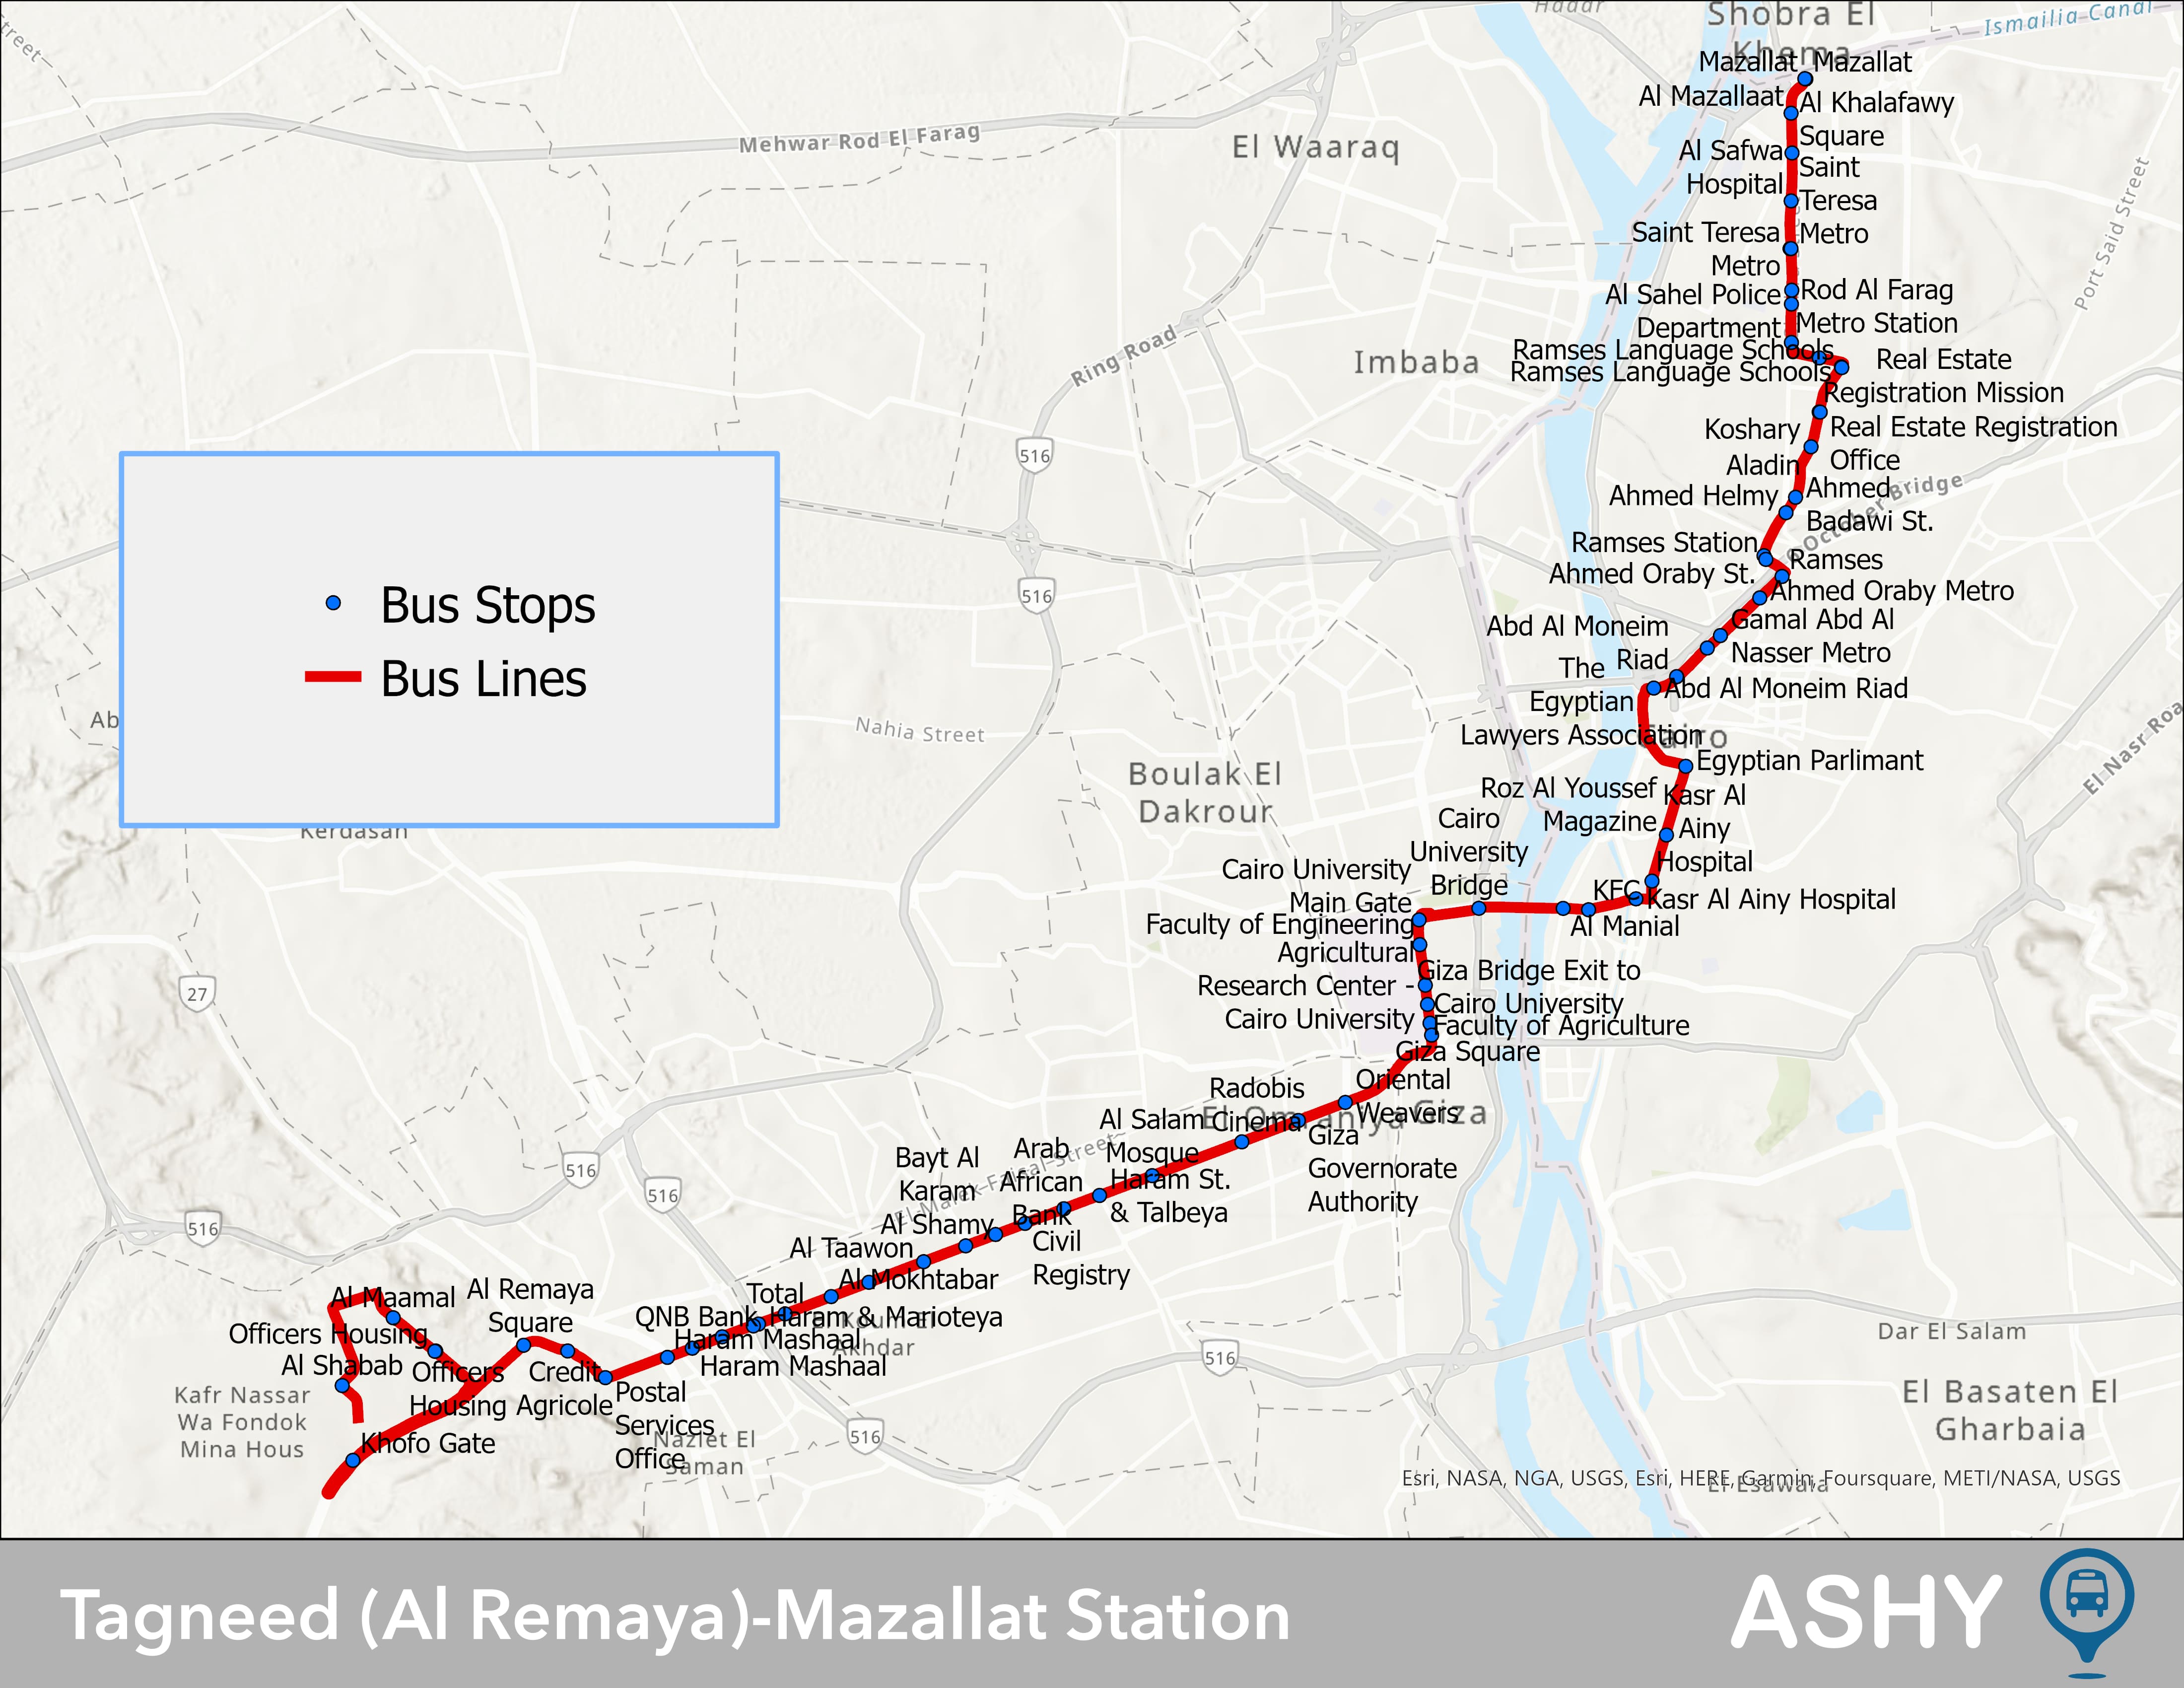 Street
Hadar
Shobra El
Khema
Ismailia Canal
Mazallat
Mazallat
Al Mazallaat
Al Khalafawy
Square
Mehwar Rod El Farag
El Waaraq
Al Safwa
Hospital
Saint
Teresa
Metro
Port Said Street
Saint Teresa
Metro
Al Sahel Police
Department
Rod Al Farag
Metro Station
Ring Road
Imbaba
Ramses Language Schools
Ramses Language Schools
Real Estate
Registration Mission
516
Koshary
Aladin
Real Estate Registration
Office
Ahmed Helmy
Ahmed
Badawi St.
October Bridge
Ramses Station
Ramses
Ahmed Oraby St.
Ahmed Oraby Metro
516
Bus Stops
Bus Lines
Abd Al Moneim
Riad
Gamal Abd Al
Nasser Metro
The
Egyptian
Lawyers Association
Abd Al Moneim Riad
Ab
Nahia Street
Cairo
El Nasr Roa
Egyptian Parlimant
Boulak El
Dakrour
Roz Al Youssef
Magazine
Kasr Al
Ainy
Hospital
Kerdasan
Cairo
University
Bridge
Cairo University
Main Gate
KFC
Kasr Al Ainy Hospital
Faculty of Engineering
Al Manial
Agricultural
Research Center -
Cairo University
Giza Bridge Exit to
Cairo University
27
Faculty of Agriculture
Giza Square
Oriental
Weavers
Radobis
Cinema
El Omraniya
Giza
Al Salam
Mosque
Giza
Governorate
Authority
El-Malek-Faisal-Street
Arab
African
Bank
Bayt Al
Karam
Haram St.
& Talbeya
516
516
516
Al Shamy
Civil
Registry
Al Taawon
Al Mokhtabar
Total
Al Remaya
Square
Al Maamal
QNB Bank
Haram & Marioteya
El Koum El
Akhdar
Officers Housing
Haram Mashaal
Haram Mashaal
516
Dar El Salam
Al Shabab
Officers
Housing
Credit
Agricole
Postal
Services
Office
Kafr Nassar
Wa Fondok
Mina Hous
El Basaten El
Gharbaia
Khofo Gate
Nazlet El
Saman
516
Esri, NASA, NGA, USGS, Esri, HERE, Garmin, Foursquare, METI/NASA, USGS
El Esawaia
Tagneed (Al Remaya)-Mazallat Station
ASHY